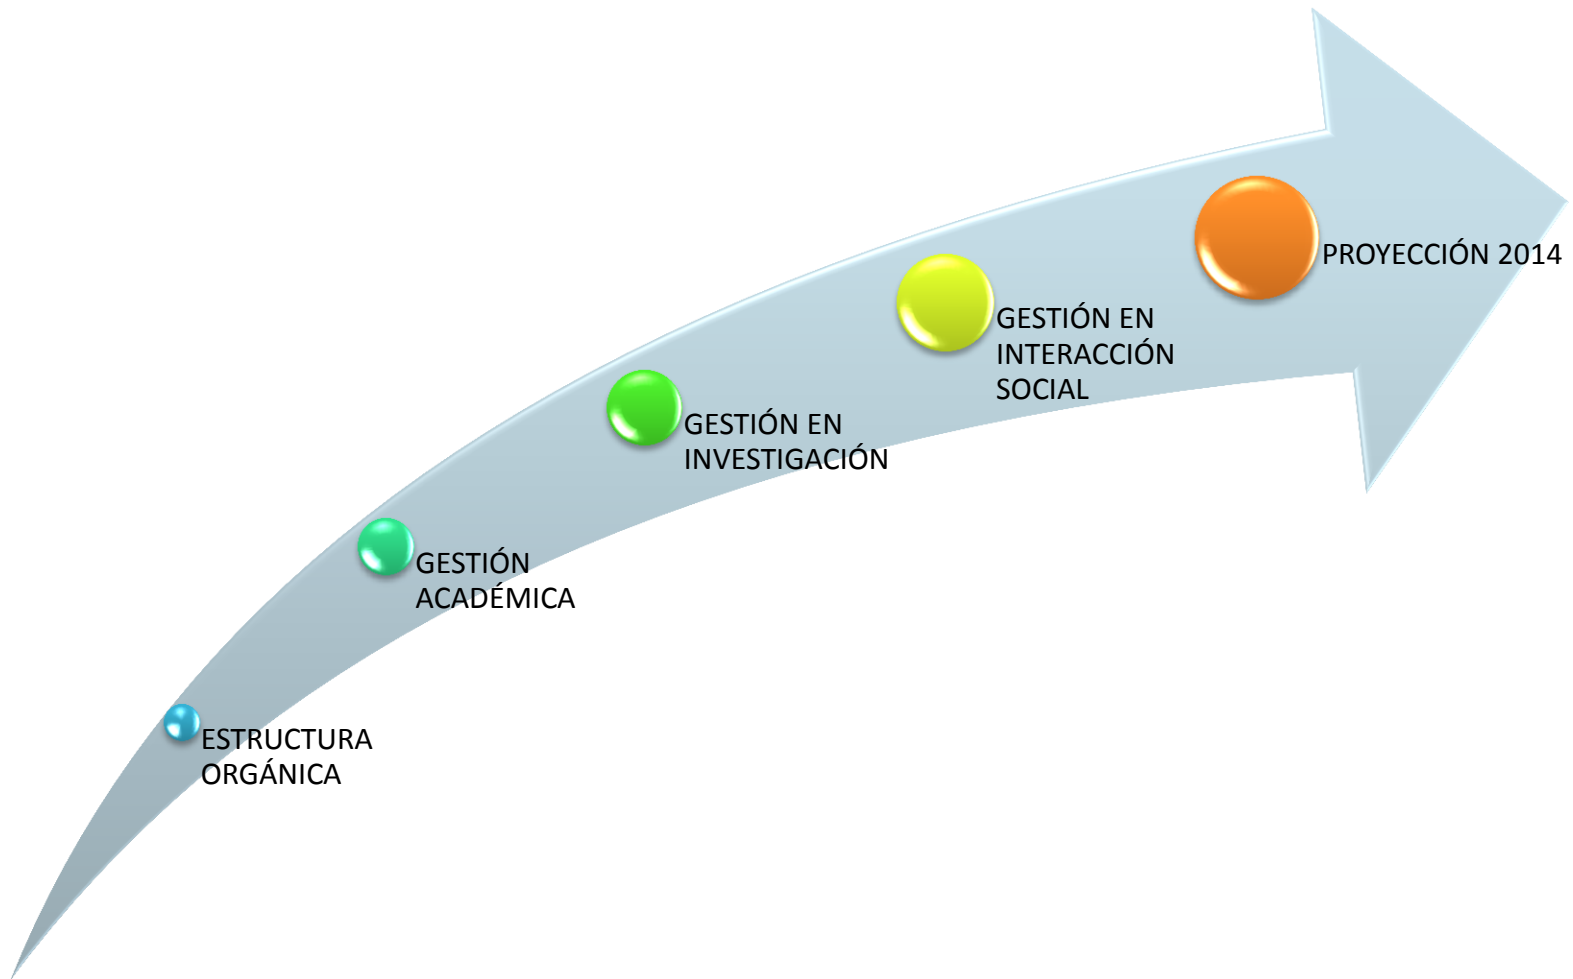 PROYECCIÓN 2014
GESTIÓN EN
INTERACCIÓN
SOCIAL
GESTIÓN EN
INVESTIGACIÓN
GESTIÓN
ACADÉMICA
ESTRUCTURA
ORGÁNICA